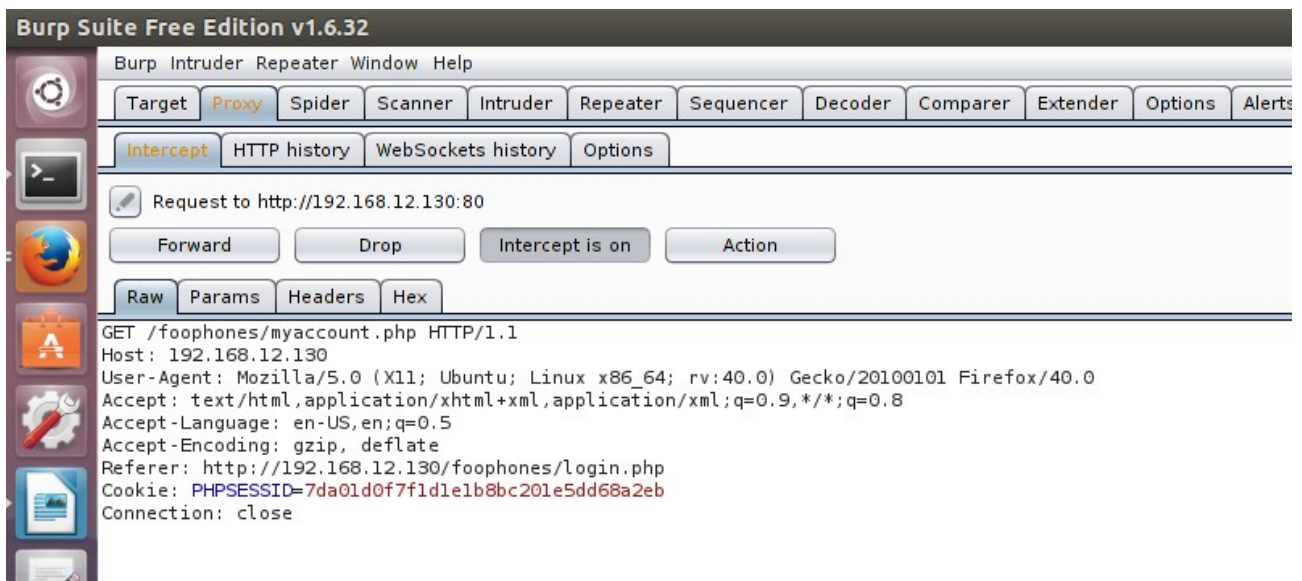 Burp Suite Free Edition v1.6.32
Burp Intruder Repeater Window Help
Target Proxy Spider Scanner Intruder Repeater Sequencer Decoder Comparer Extender Options Alerts
Intercept HTTP history WebSockets history Options
Request to http://192.168.12.130:80
Forward Drop Intercept is on Action
Raw Params Headers Hex
GET /foophones/myaccount.php HTTP/1.1
Host: 192.168.12.130
User-Agent: Mozilla/5.0 (X11; Ubuntu; Linux x86_64; rv:40.0) Gecko/20100101 Firefox/40.0
Accept: text/html,application/xhtml+xml,application/xml;q=0.9,*/*;q=0.8
Accept-Language: en-US,en;q=0.5
Accept-Encoding: gzip, deflate
Referer: http://192.168.12.130/foophones/login.php
Cookie: PHPSESSID=7da01d0f7f1d1e1b8bc201e5dd68a2eb
Connection: close